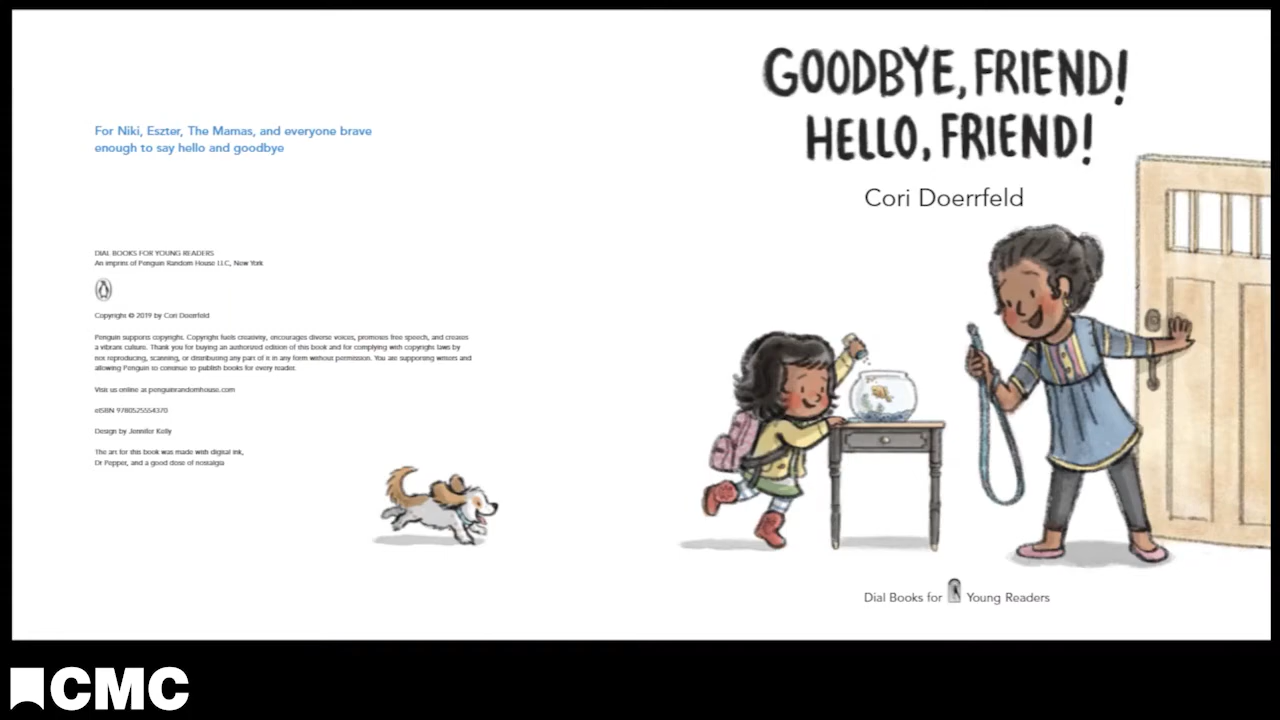 For Niki, Eszter, The Mamas, and everyone brave
enough to say hello and goodbye
DIAL BOOKS FOR YOUNG READERS
An imprint of Penguin Random House LLC, New York
Copyright © 2019 by Cori Doerrfeld
Penguin supports copyright. Copyright fuels creativity, encourages diverse voices, promotes free speech, and creates
a vibrant culture. Thank you for buying an authorized edition of this book and for complying with copyright laws by
not reproducing, scanning, or distributing any part of it in any form without permission. You are supporting writers and
allowing Penguin to continue to publish books for every reader.
Visit us online at penguinrandomhouse.com
eISBN 9780525554370
Design by Jennifer Kelly
The art for this book was made with digital ink,
Dr Pepper, and a good dose of nostalgia
GOODBYE, FRIEND!
HELLO, FRIEND!
Cori Doerrfeld
Dial Books for Young Readers
CMC